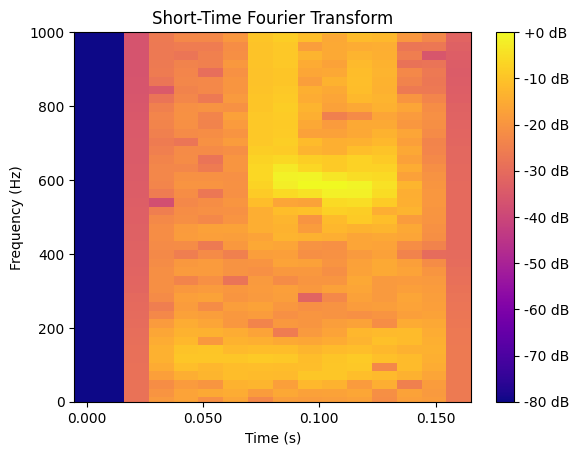 Short-Time Fourier Transform
1000
800
600
400
200
0
Frequency (Hz)
0.000
0.050
0.100
0.150
Time (s)
+0 dB
-10 dB
-20 dB
-30 dB
-40 dB
-50 dB
-60 dB
-70 dB
-80 dB